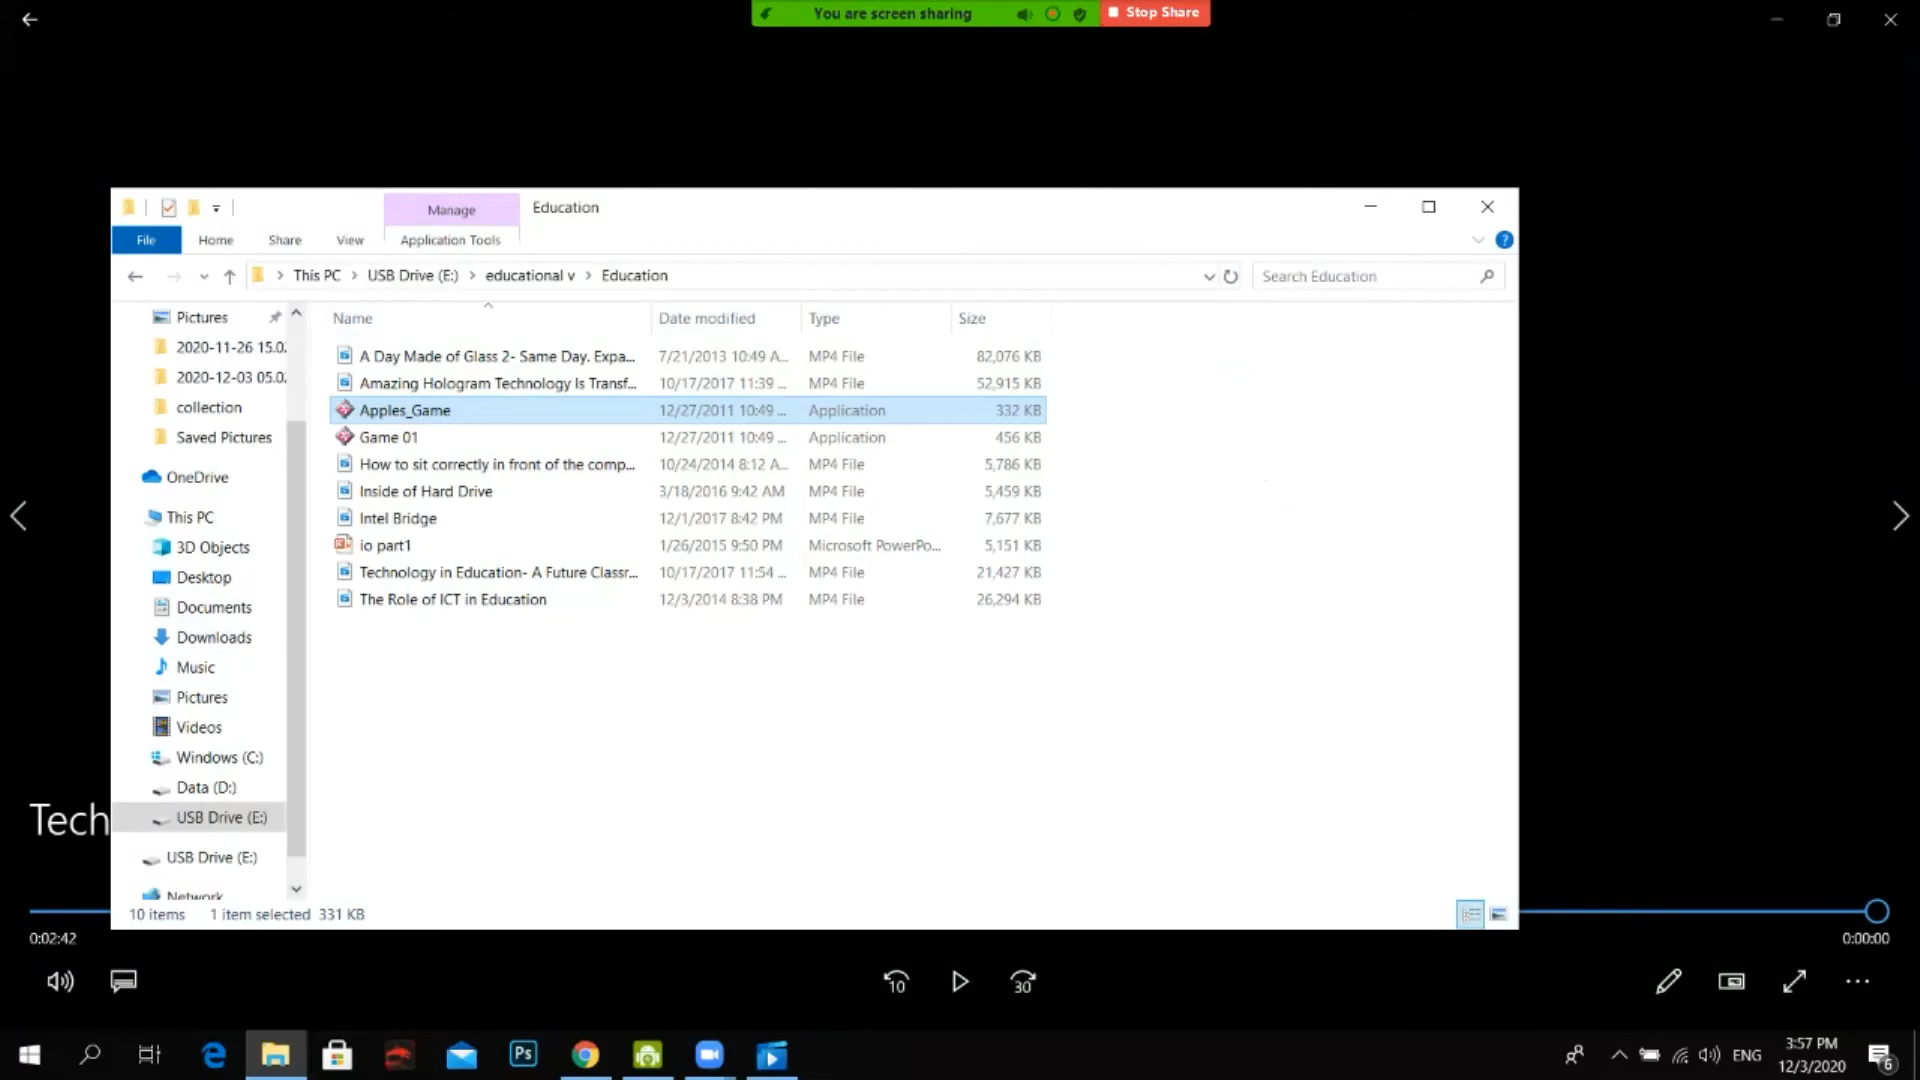 You are screen sharing
Stop Share
Manage
Education
File
Home
Share
View
Application Tools
This PC
USB Drive (E:)
educational v
Education
Search Education
Name
Date modified
Type
Size
Pictures
2020-11-26 15.0
2020-12-03 05.0
collection
Saved Pictures
OneDrive
This PC
3D Objects
Desktop
Documents
Downloads
Music
Pictures
Videos
Windows (C:)
Data (D:)
USB Drive (E:)
USB Drive (E:)
Network
A Day Made of Glass 2- Same Day. Expa... 7/21/2013 10:49 A... MP4 File 82,076 KB
Amazing Hologram Technology Is Transf... 10/17/2017 11:39 ... MP4 File 52,915 KB
Apples_Game 12/27/2011 10:49 ... Application 332 KB
Game 01 12/27/2011 10:49 ... Application 456 KB
How to sit correctly in front of the comp... 10/24/2014 8:12 A... MP4 File 5,786 KB
Inside of Hard Drive 3/18/2016 9:42 AM MP4 File 5,459 KB
Intel Bridge 12/1/2017 8:42 PM MP4 File 7,677 KB
io part1 1/26/2015 9:50 PM Microsoft PowerPo... 5,151 KB
Technology in Education- A Future Classr... 10/17/2017 11:54 ... MP4 File 21,427 KB
The Role of ICT in Education 12/3/2014 8:38 PM MP4 File 26,294 KB
10 items 1 item selected 331 KB
Tech
0:02:42
0:00:00
10
30
Ps
ENG
3:57 PM
12/3/2020
6